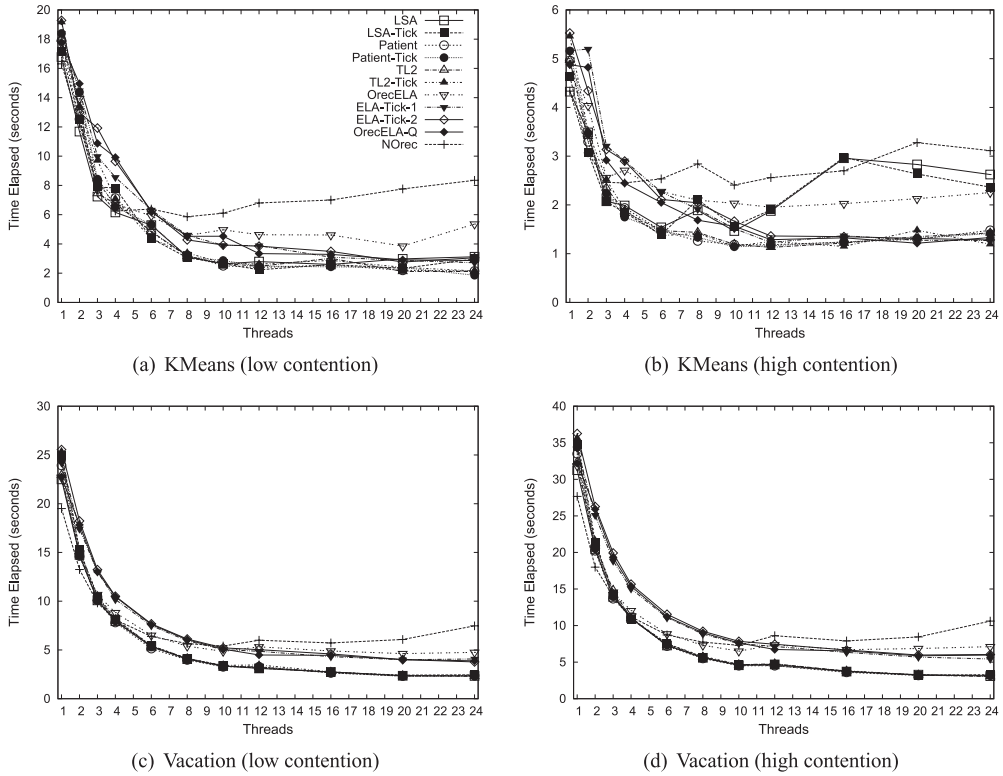 20
18
16
14
12
10
8
6
4
2
0
Time Elapsed (seconds)
1 2 3 4 5 6 7 8 9 10 11 12 13 14 15 16 17 18 19 20 21 22 23 24
Threads
LSA
LSA-Tick
Patient
Patient-Tick
TL2
TL2-Tick
OrecELA
ELA-Tick-1
ELA-Tick-2
OrecELA-Q
NOrec
(a) KMeans (low contention)
6
5
4
3
2
1
0
Time Elapsed (seconds)
1 2 3 4 5 6 7 8 9 10 11 12 13 14 15 16 17 18 19 20 21 22 23 24
Threads
(b) KMeans (high contention)
30
25
20
15
10
5
0
Time Elapsed (seconds)
1 2 3 4 5 6 7 8 9 10 11 12 13 14 15 16 17 18 19 20 21 22 23 24
Threads
(c) Vacation (low contention)
40
35
30
25
20
15
10
5
0
Time Elapsed (seconds)
1 2 3 4 5 6 7 8 9 10 11 12 13 14 15 16 17 18 19 20 21 22 23 24
Threads
(d) Vacation (high contention)